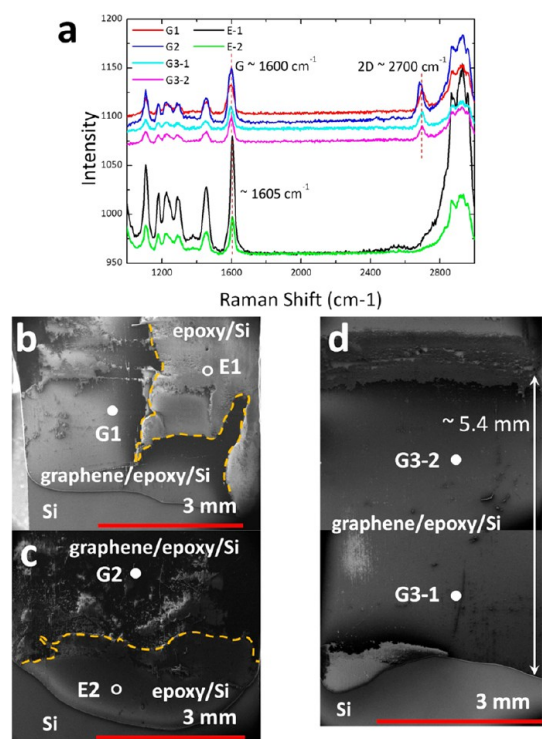 a
G1
G2
G3-1
G3-2
E-1
E-2
G ~ 1600 cm⁻¹
2D ~ 2700 cm⁻¹
~ 1605 cm⁻¹
Intensity
1200
1150
1100
1050
1000
950
1200 1600 2000 2400 2800
Raman Shift (cm-1)
b
epoxy/Si
E1
G1
graphene/epoxy/Si
Si
3 mm
c
graphene/epoxy/Si
G2
E2
epoxy/Si
Si
3 mm
d
~ 5.4 mm
G3-2
graphene/epoxy/Si
G3-1
Si
3 mm